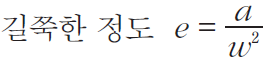 길쭉한 정도 e = a/w²